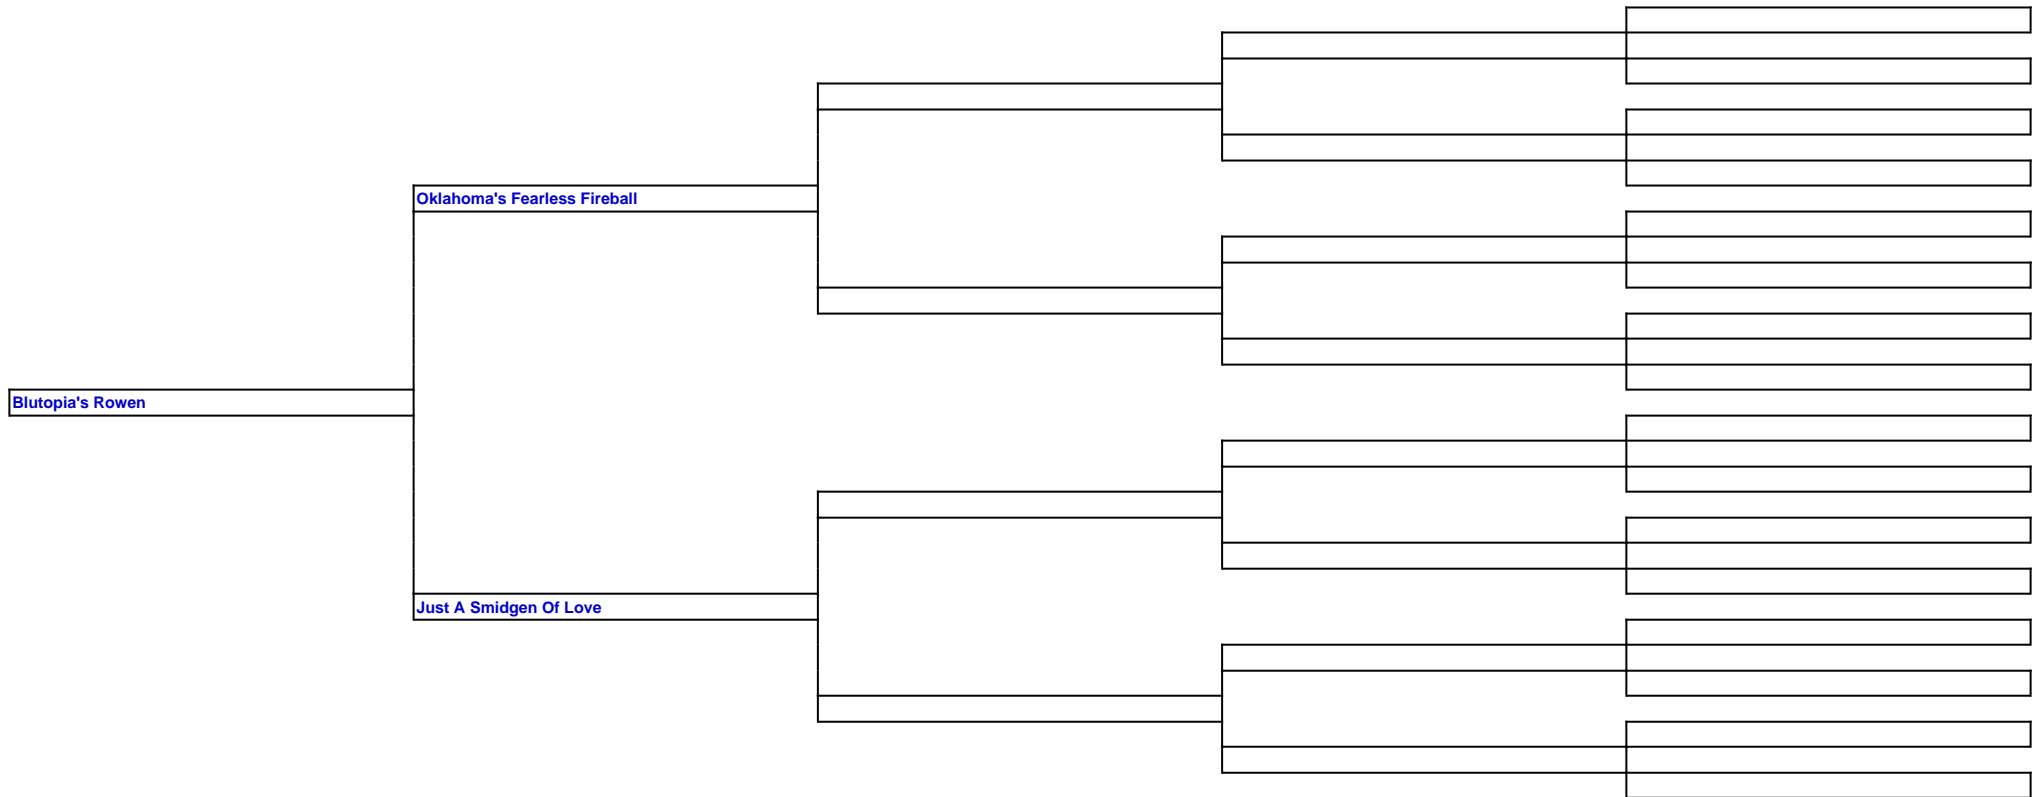 Oklahoma's Fearless Fireball
Blutopia's Rowen
Just A Smidgen Of Love